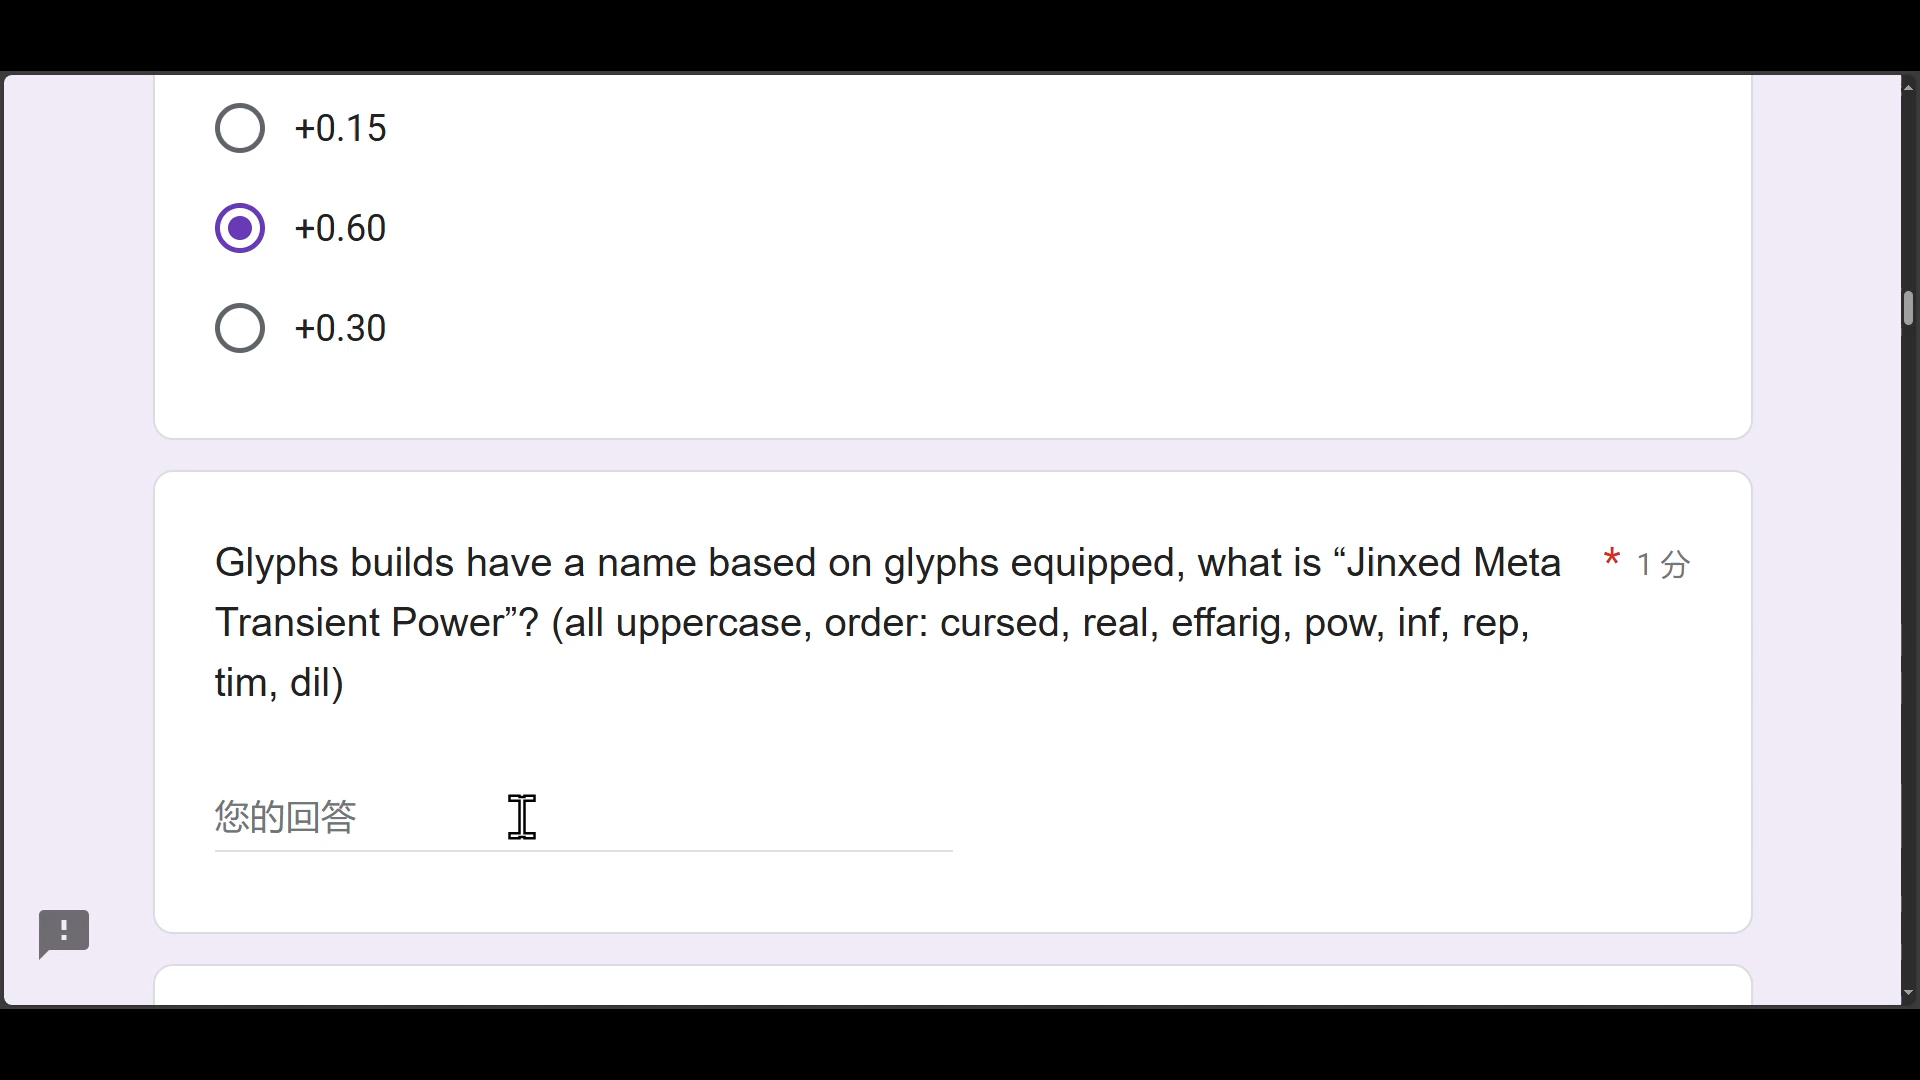 +0.15
+0.60
+0.30
Glyphs builds have a name based on glyphs equipped, what is “Jinxed Meta * 1 分
Transient Power”? (all uppercase, order: cursed, real, effarig, pow, inf, rep,
tim, dil)
您的回答